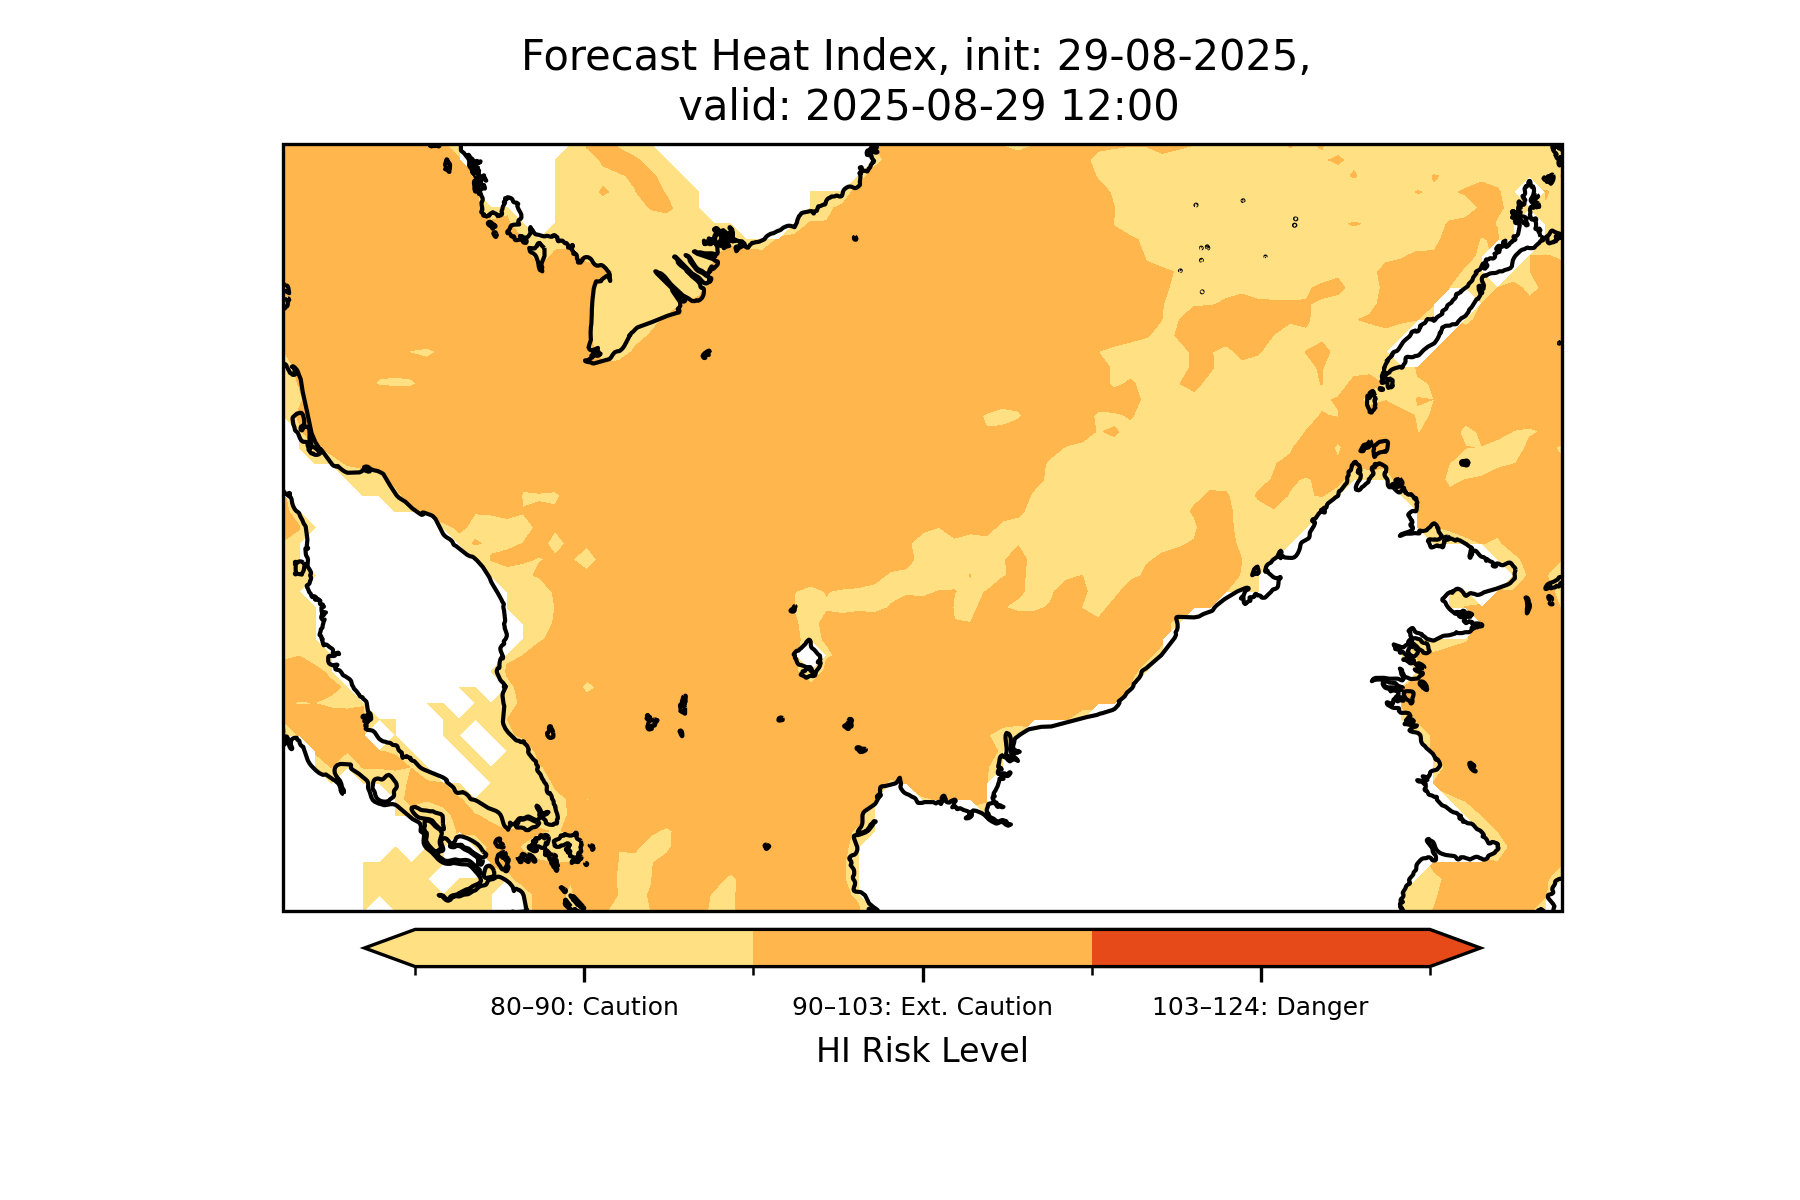 Forecast Heat Index, init: 29-08-2025,
valid: 2025-08-29 12:00
80–90: Caution
90–103: Ext. Caution
103–124: Danger
HI Risk Level